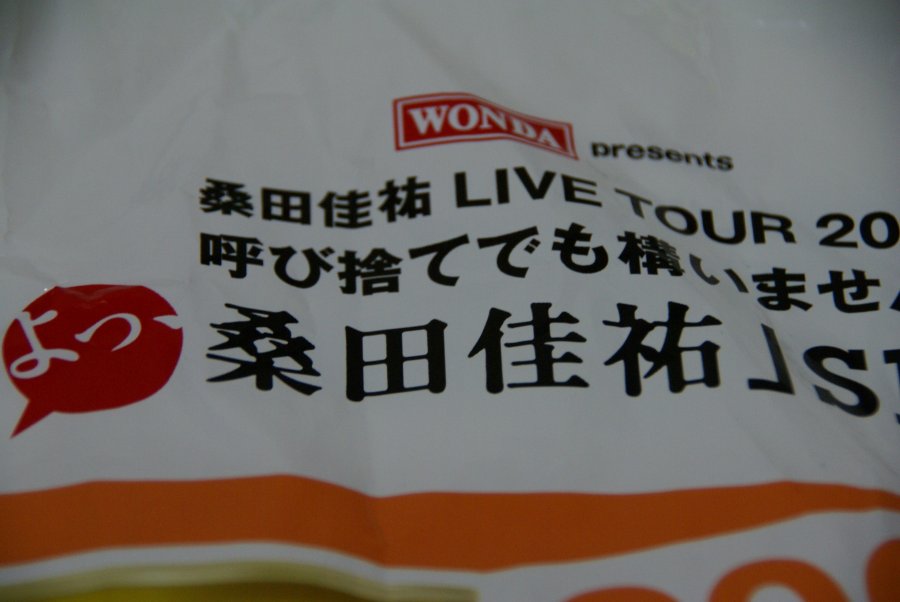 WONDA presents
桑田佳祐 LIVE TOUR 20
呼び捨てでも構いません
よっ、桑田佳祐」S